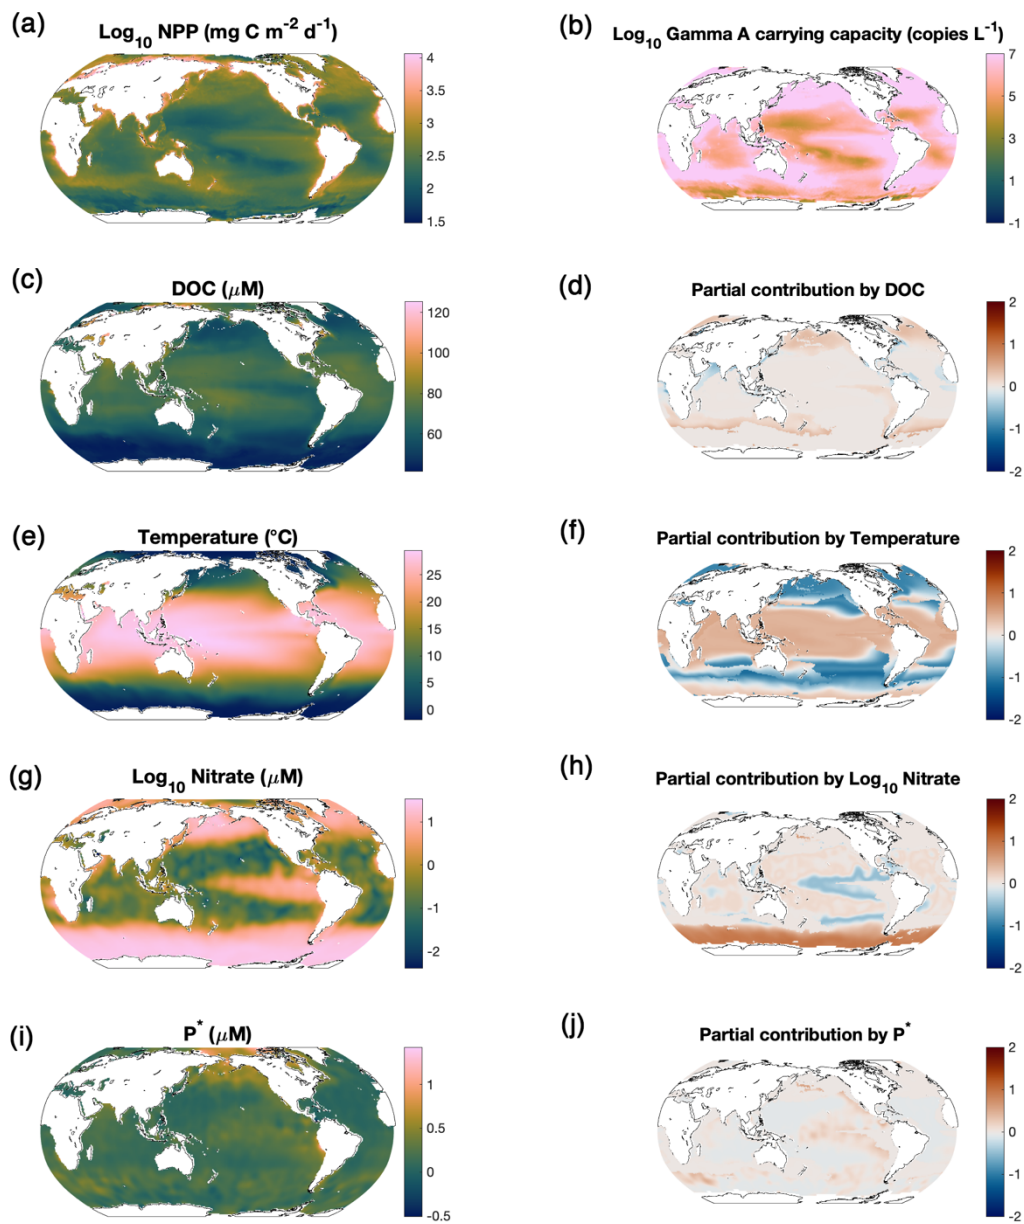 (a)
Log₁₀ NPP (mg C m⁻² d⁻¹)
4
3.5
3
2.5
2
1.5
(b)
Log₁₀ Gamma A carrying capacity (copies L⁻¹)
7
5
3
1
-1
(c)
DOC (μM)
120
100
80
60
(d)
Partial contribution by DOC
2
1
0
-1
-2
(e)
Temperature (°C)
25
20
15
10
5
0
(f)
Partial contribution by Temperature
2
1
0
-1
-2
(g)
Log₁₀ Nitrate (μM)
1
0
-1
-2
(h)
Partial contribution by Log₁₀ Nitrate
2
1
0
-1
-2
(i)
P* (μM)
1
0.5
0
-0.5
(j)
Partial contribution by P*
2
1
0
-1
-2